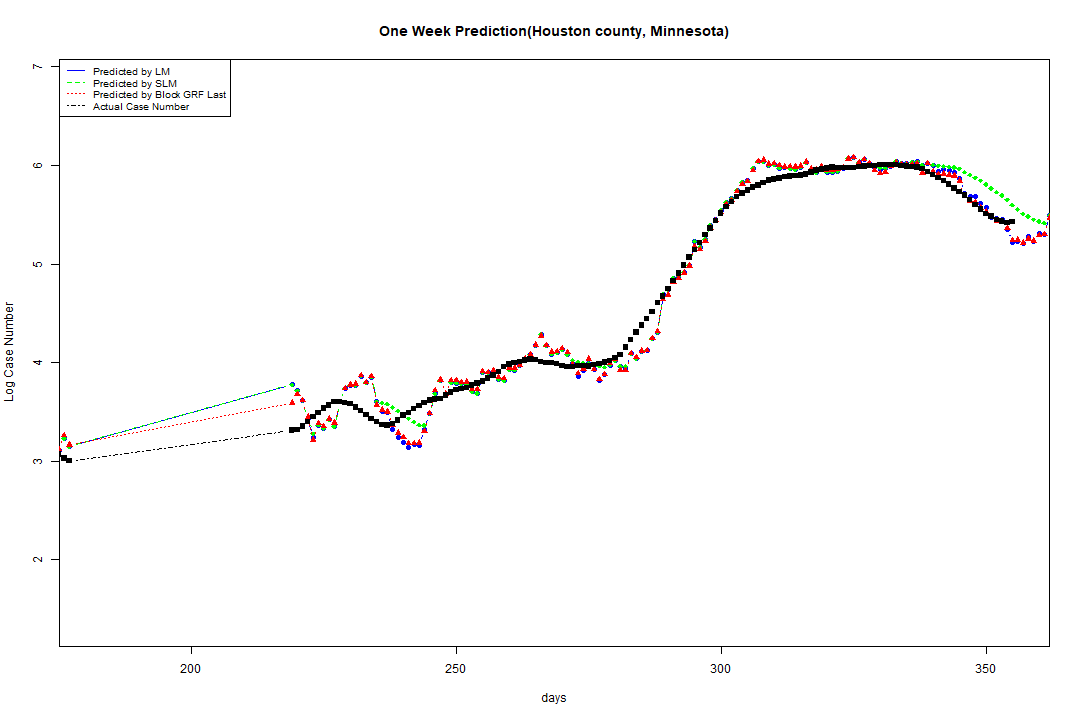 One Week Prediction(Houston county, Minnesota)
Predicted by LM
Predicted by SLM
Predicted by Block GRF Last
Actual Case Number
7
6
5
4
3
2
Log Case Number
200 250 300 350
days